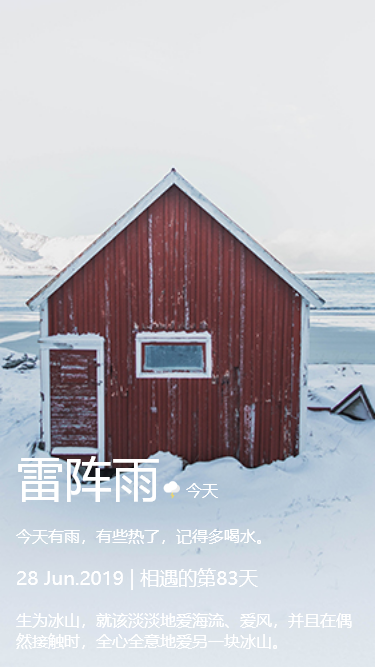 雷阵雨 今天
今天有雨，有些热了，记得多喝水。
28 Jun.2019 | 相遇的第83天
生为冰山，就该淡淡地爱海流、爱风，并且在偶
然接触时，全心全意地爱另一块冰山。